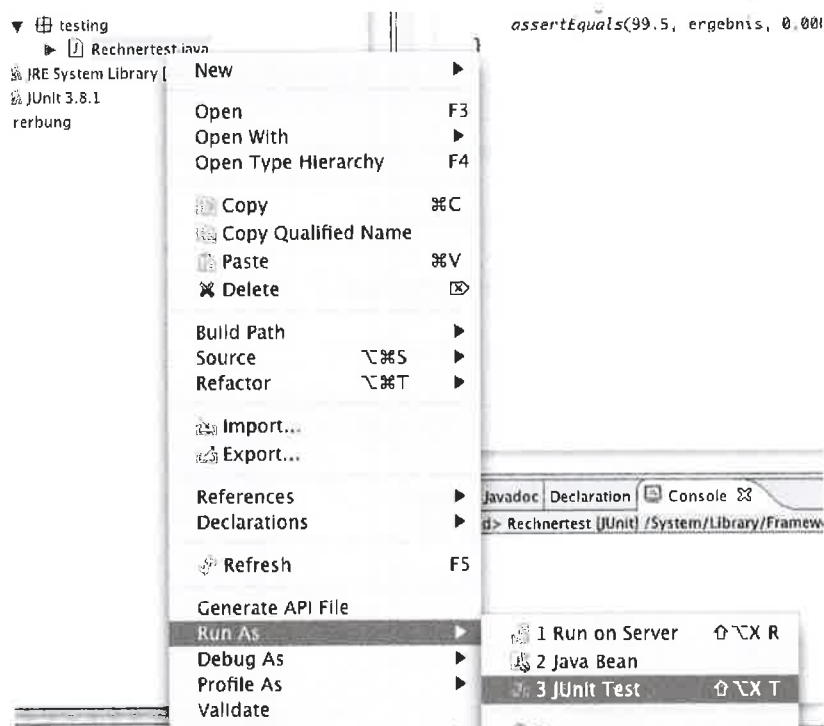 testing
assertEquals(99.5, ergebnis, 0.00
Rechnertest.java
JRE System Library [
JUnit 3.8.1
rerbung
New
Open F3
Open With
Open Type Hierarchy F4
Copy ⌘C
Copy Qualified Name
Paste ⌘V
Delete ⌦
Build Path
Source ⌥⌘S
Refactor ⌥⌘T
Import...
Export...
References
Declarations
Refresh F5
Generate API File
Run As
Debug As
Profile As
Validate
Javadoc Declaration Console
d> Rechnertest [JUnit] /System/Library/Framew
1 Run on Server ⇧⌥X R
2 Java Bean
3 JUnit Test ⇧⌥X T